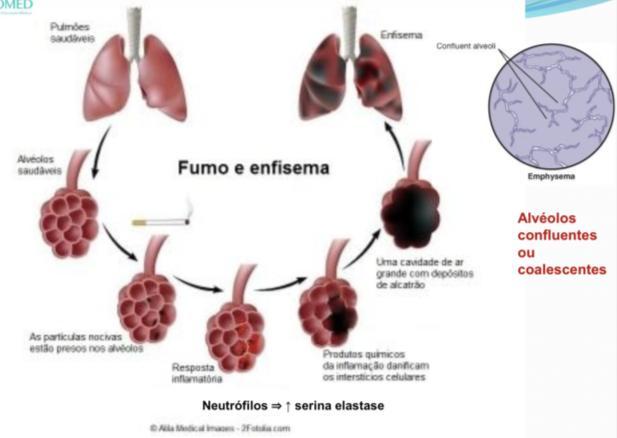 OMED
Pulmões
saudáveis
Enfisema
Confluent alveoli
Alvéolos
saudáveis
Fumo e enfisema
Emphysema
Alvéolos
confluentes
ou
coalescentes
Uma cavidade de ar
grande com depósitos
de alcatrão
As partículas nocivas
estão presos nos alvéolos
Resposta
inflamatória
Produtos químicos
da inflamação danificam
os interstícios celulares
Neutrófilos ⇒ ↑ serina elastase
© Alila Medical Images - 2Fotolia.com